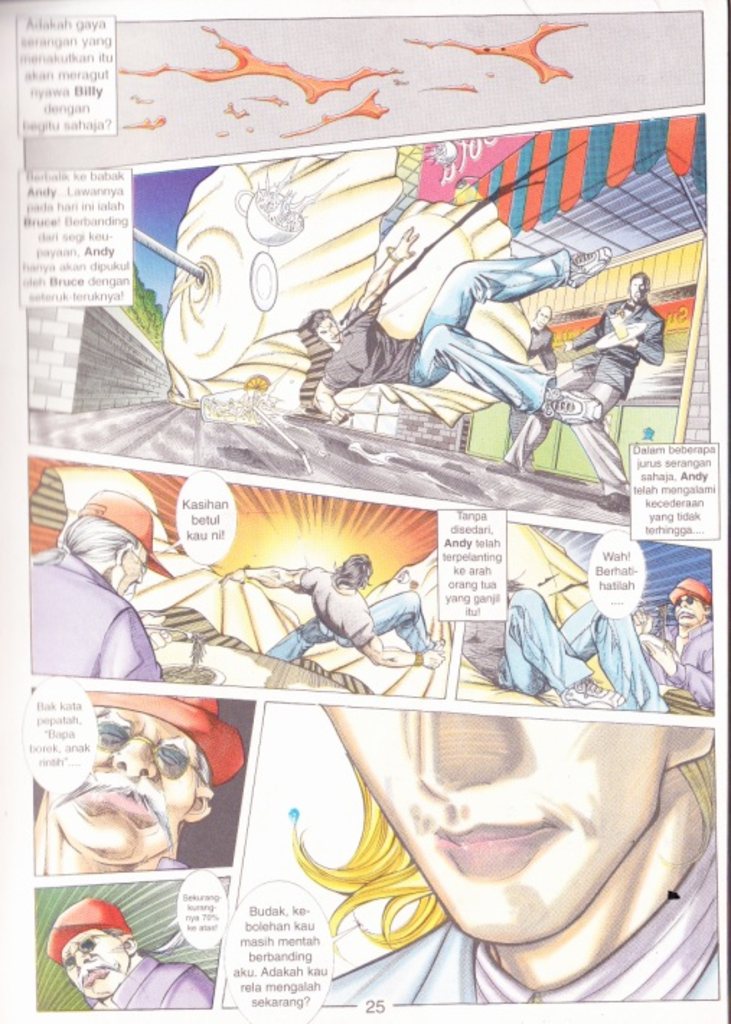 Adakah gaya
serangan yang
menakutkan itu
akan meragut
nyawa Billy
dengan
begitu sahaja?
Berbalik ke babak
Andy...Lawannya
pada hari ini ialah
Bruce! Berbanding
dari segi keu-
payaan, Andy
hanya akan dipukul
oleh Bruce dengan
seteruk-teruknya!
Dalam beberapa
jurus serangan
sahaja, Andy
telah mengalami
kecederaan
yang tidak
terhingga....
Kasihan
betul
kau ni!
Tanpa
disedari,
Andy telah
terpelanting
ke arah
orang tua
yang ganjil
itu!
Wah!
Berhati-
hatilah
....
Bak kata
pepatah,
"Bapa
borek, anak
rintih"....
Sekurang-
kurang-
nya 70%
ke atas!
Budak, ke-
bolehan kau
masih mentah
berbanding
aku. Adakah kau
rela mengalah
sekarang?
25